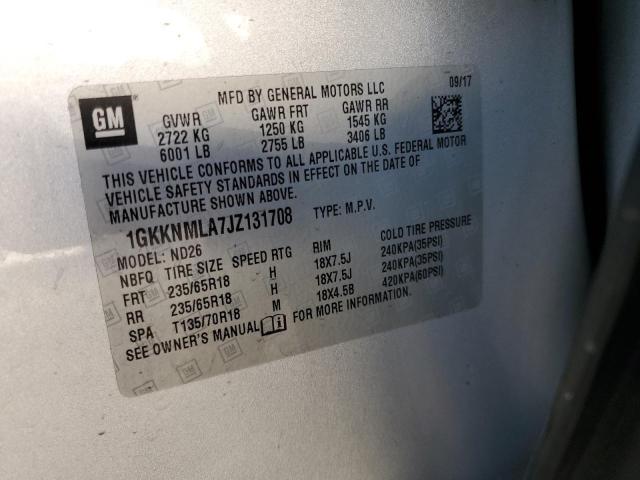 GM
MFD BY GENERAL MOTORS LLC 09/17
GVWR GAWR FRT GAWR RR
2722 KG 1250 KG 1545 KG
6001 LB 2755 LB 3406 LB
THIS VEHICLE CONFORMS TO ALL APPLICABLE U.S. FEDERAL MOTOR
VEHICLE SAFETY STANDARDS IN EFFECT ON THE DATE OF
MANUFACTURE SHOWN ABOVE.
1GKKNMLA7JZ131708 TYPE: M.P.V.
MODEL: ND26
NBFQ TIRE SIZE SPEED RTG RIM COLD TIRE PRESSURE
FRT 235/65R18 H 18X7.5J 240KPA(35PSI)
RR 235/65R18 H 18X7.5J 240KPA(35PSI)
SPA T135/70R18 M 18X4.5B 420KPA(60PSI)
SEE OWNER'S MANUAL FOR MORE INFORMATION.